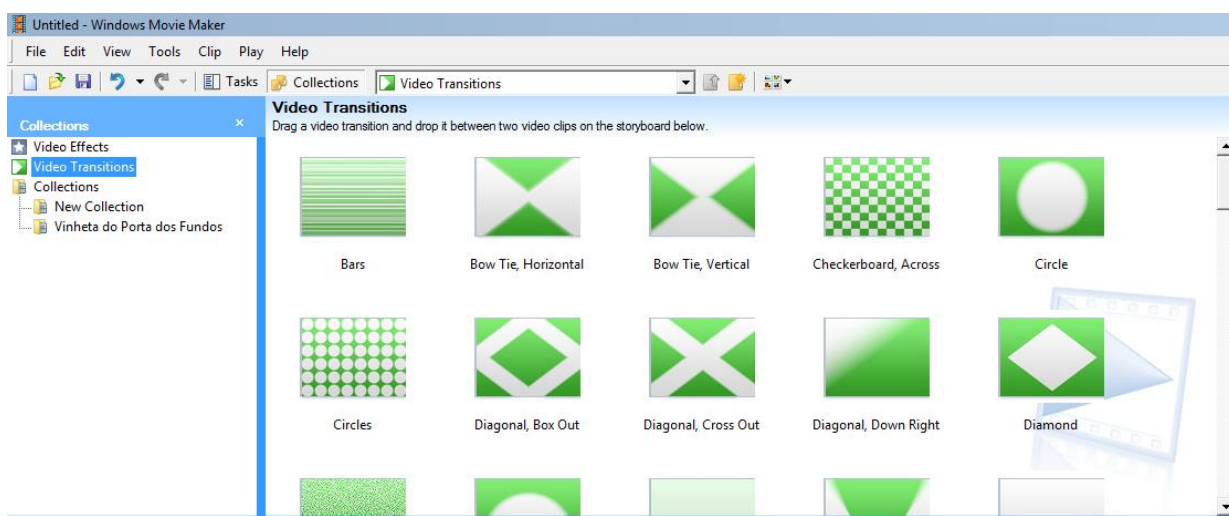 Untitled - Windows Movie Maker
File Edit View Tools Clip Play Help
Tasks Collections Video Transitions
Collections ×
Video Transitions
Drag a video transition and drop it between two video clips on the storyboard below.
Video Effects
Video Transitions
Collections
New Collection
Vinheta do Porta dos Fundos
Bars Bow Tie, Horizontal Bow Tie, Vertical Checkerboard, Across Circle
Circles Diagonal, Box Out Diagonal, Cross Out Diagonal, Down Right Diamond